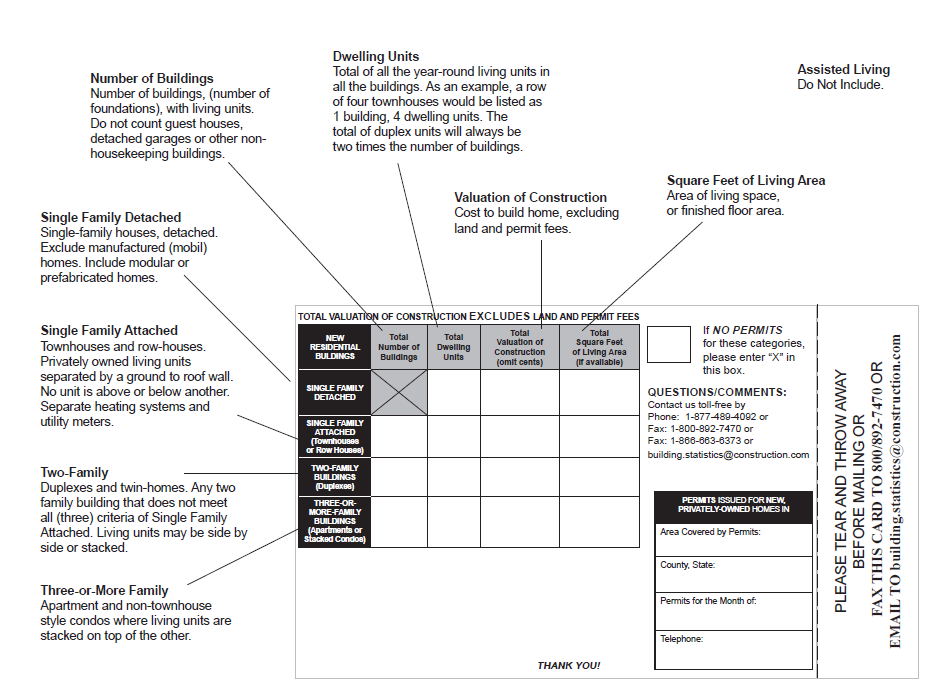 Dwelling Units
Total of all the year-round living units in
all the buildings. As an example, a row
of four townhouses would be listed as
1 building, 4 dwelling units. The
total of duplex units will always be
two times the number of buildings.
Assisted Living
Do Not Include.
Number of Buildings
Number of buildings, (number of
foundations), with living units.
Do not count guest houses,
detached garages or other non-
housekeeping buildings.
Square Feet of Living Area
Area of living space,
or finished floor area.
Valuation of Construction
Cost to build home, excluding
land and permit fees.
Single Family Detached
Single-family houses, detached.
Exclude manufactured (mobil)
homes. Include modular or
prefabricated homes.
Single Family Attached
Townhouses and row-houses.
Privately owned living units
separated by a ground to roof wall.
No unit is above or below another.
Separate heating systems and
utility meters.
Two-Family
Duplexes and twin-homes. Any two
family building that does not meet
all (three) criteria of Single Family
Attached. Living units may be side by
side or stacked.
Three-or-More Family
Apartment and non-townhouse
style condos where living units are
stacked on top of the other.
TOTAL VALUATION OF CONSTRUCTION EXCLUDES LAND AND PERMIT FEES
NEW
RESIDENTIAL
BUILDINGS
Total
Number of
Buildings
Total
Dwelling
Units
Total
Valuation of
Construction
(omit cents)
Total
Square Feet
of Living Area
(if available)
SINGLE FAMILY
DETACHED
SINGLE FAMILY
ATTACHED
(Townhouses
or Row Houses)
TWO-FAMILY
BUILDINGS
(Duplexes)
THREE-OR-
MORE-FAMILY
BUILDINGS
(Apartments or
Stacked Condos)
If NO PERMITS
for these categories,
please enter “X” in
this box.
QUESTIONS/COMMENTS:
Contact us toll-free by
Phone: 1-877-489-4092 or
Fax: 1-800-892-7470 or
Fax: 1-866-663-6373 or
building.statistics@construction.com
PERMITS ISSUED FOR NEW,
PRIVATELY-OWNED HOMES IN
Area Covered by Permits:
County, State:
Permits for the Month of:
Telephone:
THANK YOU!
PLEASE TEAR AND THROW AWAY
BEFORE MAILING OR
FAX THIS CARD TO 800/892-7470 OR
EMAIL TO building.statistics@construction.com